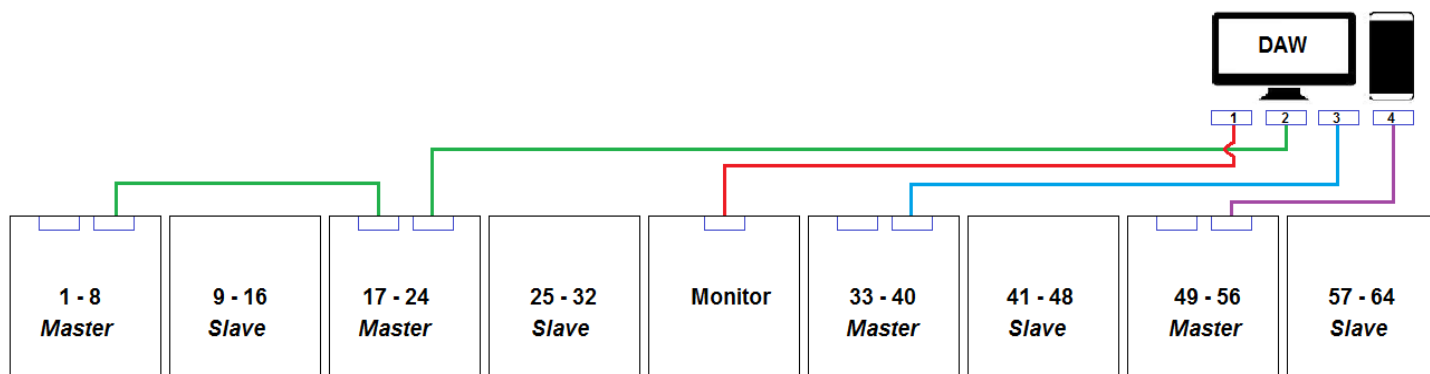 DAW
1 2 3 4
1 - 8
Master
9 - 16
Slave
17 - 24
Master
25 - 32
Slave
Monitor
33 - 40
Master
41 - 48
Slave
49 - 56
Master
57 - 64
Slave